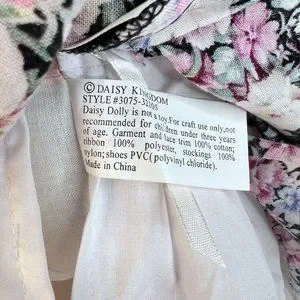 © DAISY KINGDOM
STYLE #3075-32105
Daisy Dolly is not a toy.For craft use only,not
recommended for children under three years
of age. Garment and lace trim 100% cotton;
ribbon 100% polyester, stockings 100%
nylon; shoes PVC(polyvinyl chloride).
Made in China